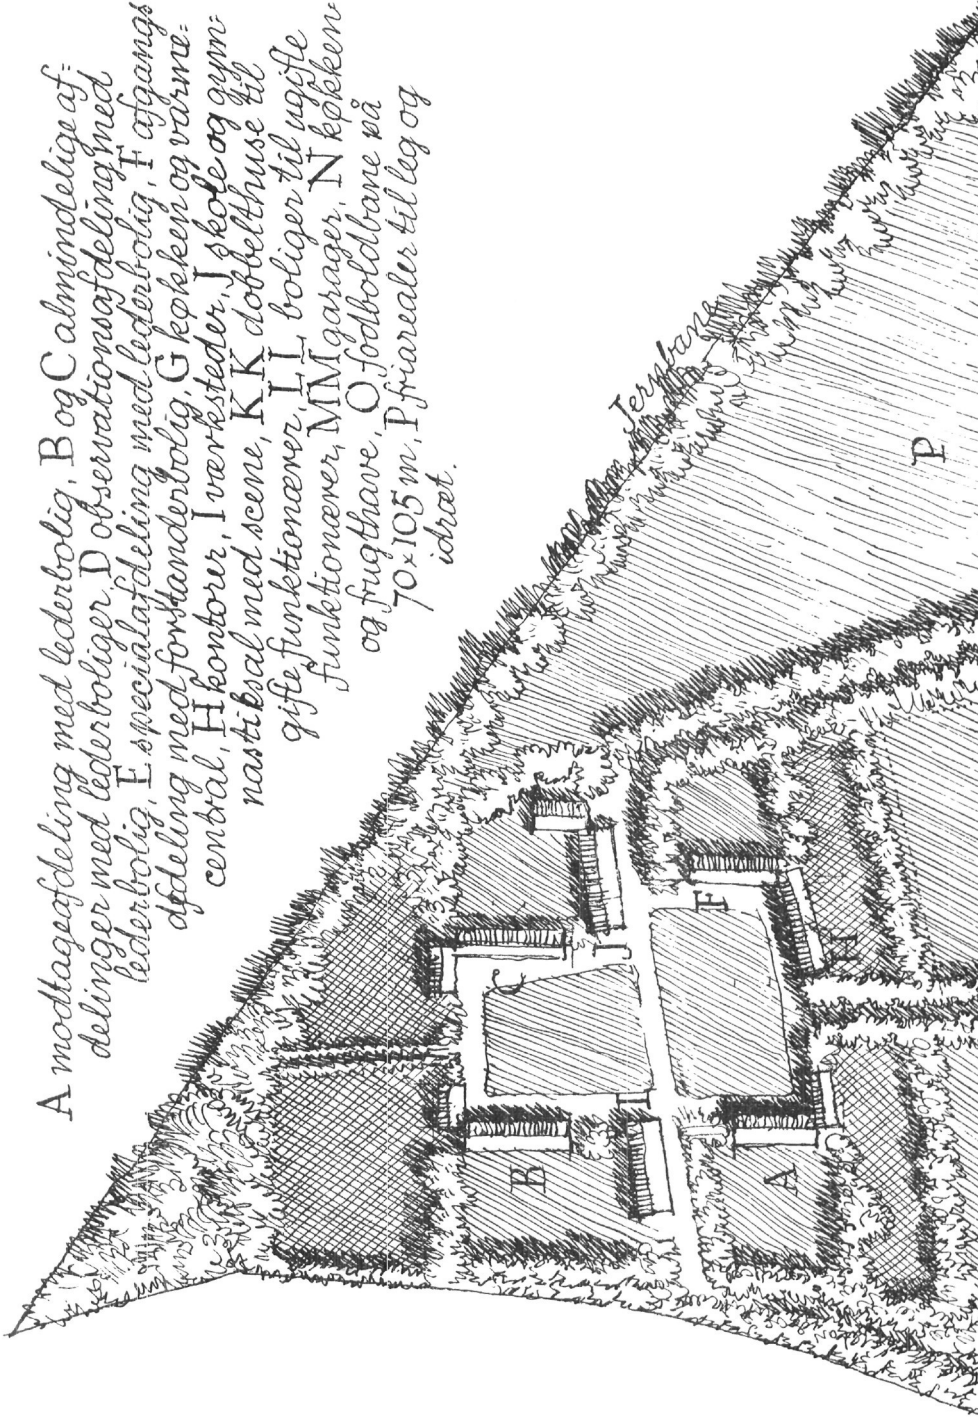 A modtageafdeling med lederbolig, B og C almindelige af=
delinger med lederboliger, D observationsafdeling med
lederbolig, E specialafdeling med lederbolig, F afgangs
afdeling med forstanderbolig, G køkken og varme=
central, H kontorer, I værksteder, J skole og gym=
nastiksal med scene, KK dobbelthuse til
gifte funktionærer, LL boliger til ugifte
funktionærer, MM garager, N køkken
og frugthave, O fodboldbane på
70×105 m, P friarealer til leg og
idræt.
Jernbane
P
C
J
F
H
B
I
A